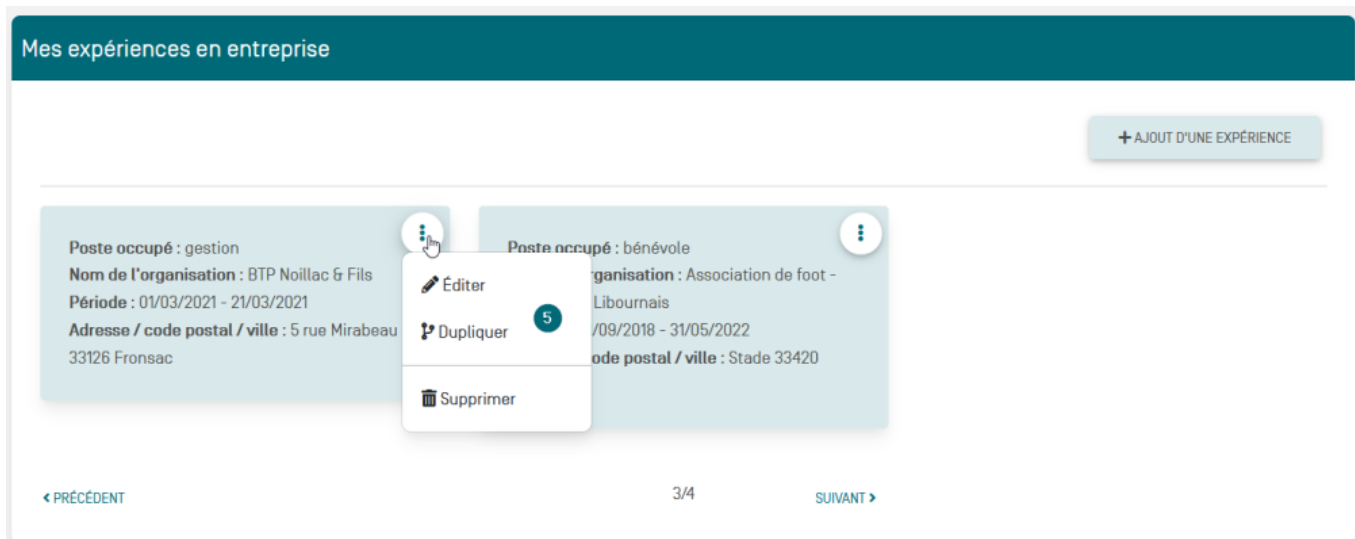 Mes expériences en entreprise
+ AJOUT D'UNE EXPÉRIENCE
Poste occupé : gestion
Nom de l'organisation : BTP Noillac & Fils
Période : 01/03/2021 - 21/03/2021
Adresse / code postal / ville : 5 rue Mirabeau
33126 Fronsac
Éditer
Dupliquer
5
Supprimer
Poste occupé : bénévole
rganisation : Association de foot -
Libournais
/09/2018 - 31/05/2022
ode postal / ville : Stade 33420
< PRÉCÉDENT
3/4
SUIVANT >